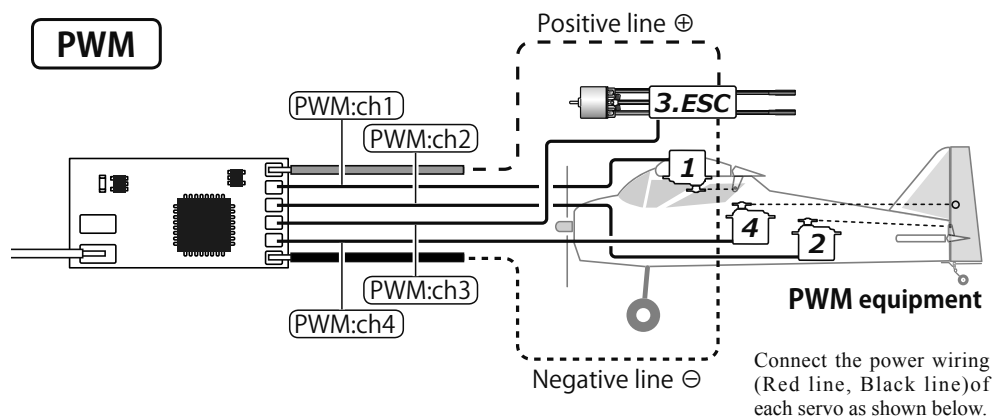 PWM
Positive line ⊕
3.ESC
PWM:ch1
PWM:ch2
1
4
2
PWM:ch3
PWM:ch4
PWM equipment
Negative line ⊖
Connect the power wiring
(Red line, Black line)of
each servo as shown below.